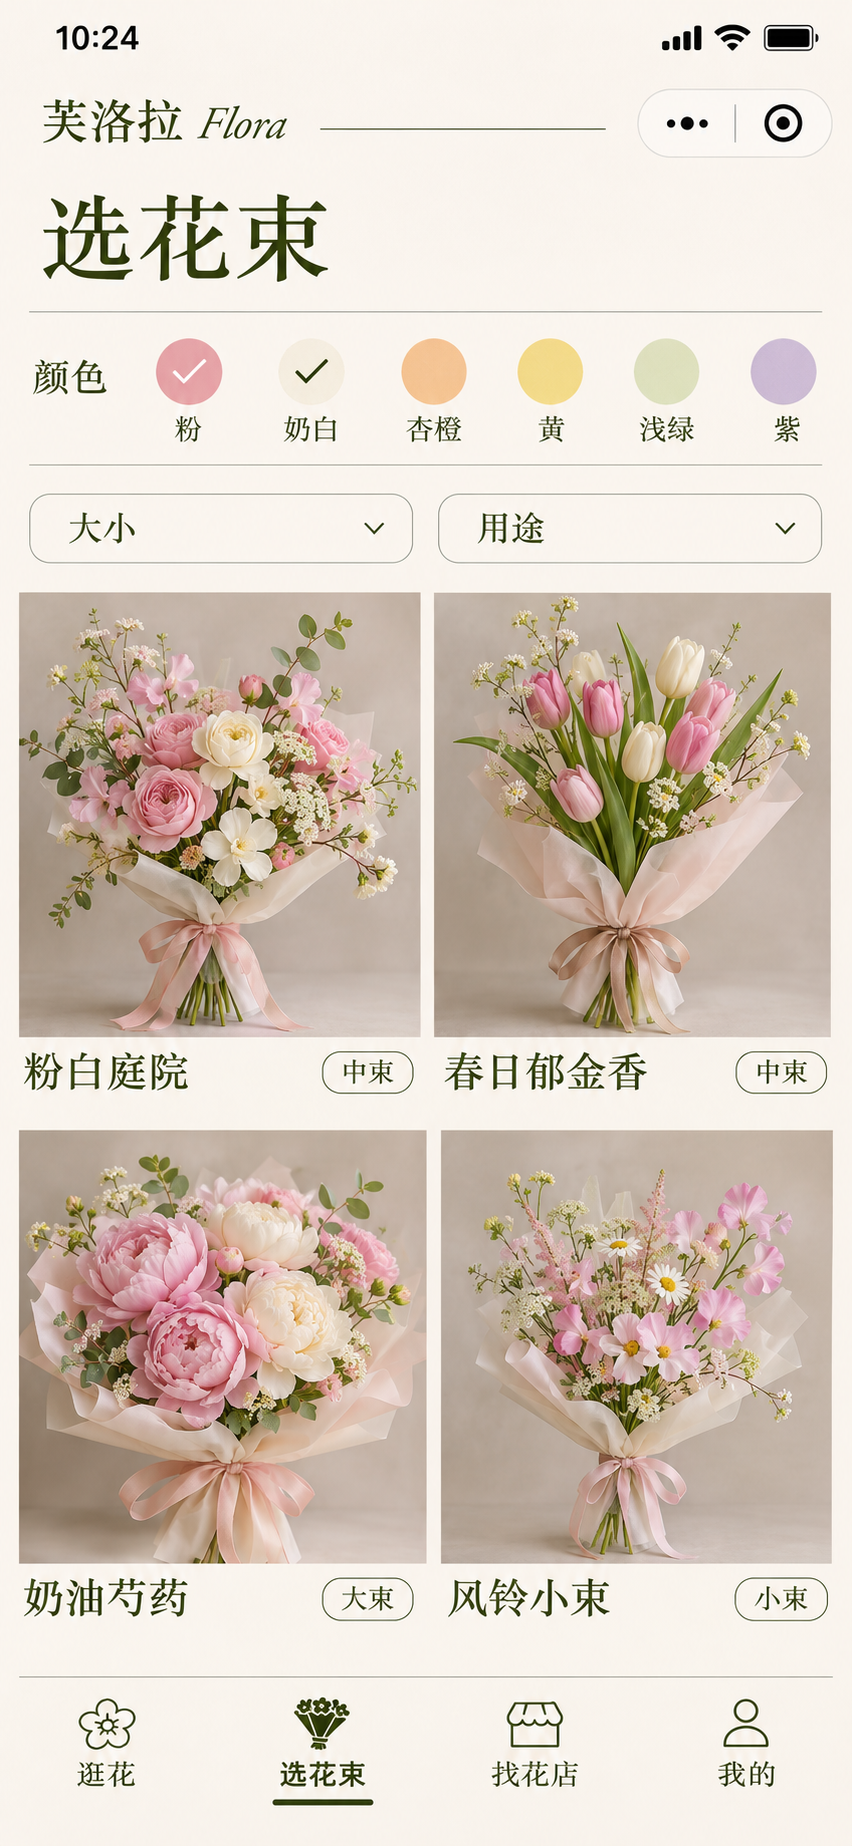 10:24
芙洛拉 Flora
选花束
颜色
粉
奶白
杏橙
黄
浅绿
紫
大小
用途
粉白庭院
中束
春日郁金香
中束
奶油芍药
大束
风铃小束
小束
逛花
选花束
找花店
我的